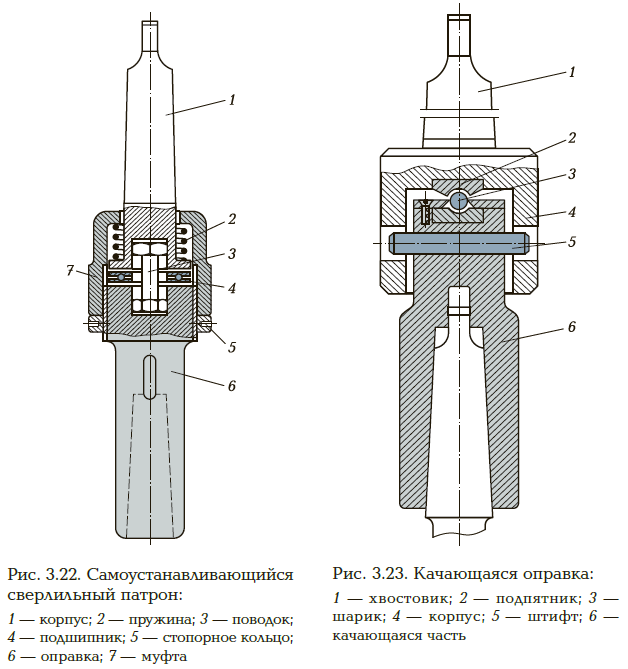 1
2
3
7
4
5
6
1
2
3
4
5
6
Рис. 3.22. Самоустанавливающийся
сверлильный патрон:
1 — корпус; 2 — пружина; 3 — поводок;
4 — подшипник; 5 — стопорное кольцо;
6 — оправка; 7 — муфта
Рис. 3.23. Качающаяся оправка:
1 — хвостовик; 2 — подпятник; 3 —
шарик; 4 — корпус; 5 — штифт; 6 —
качающаяся часть